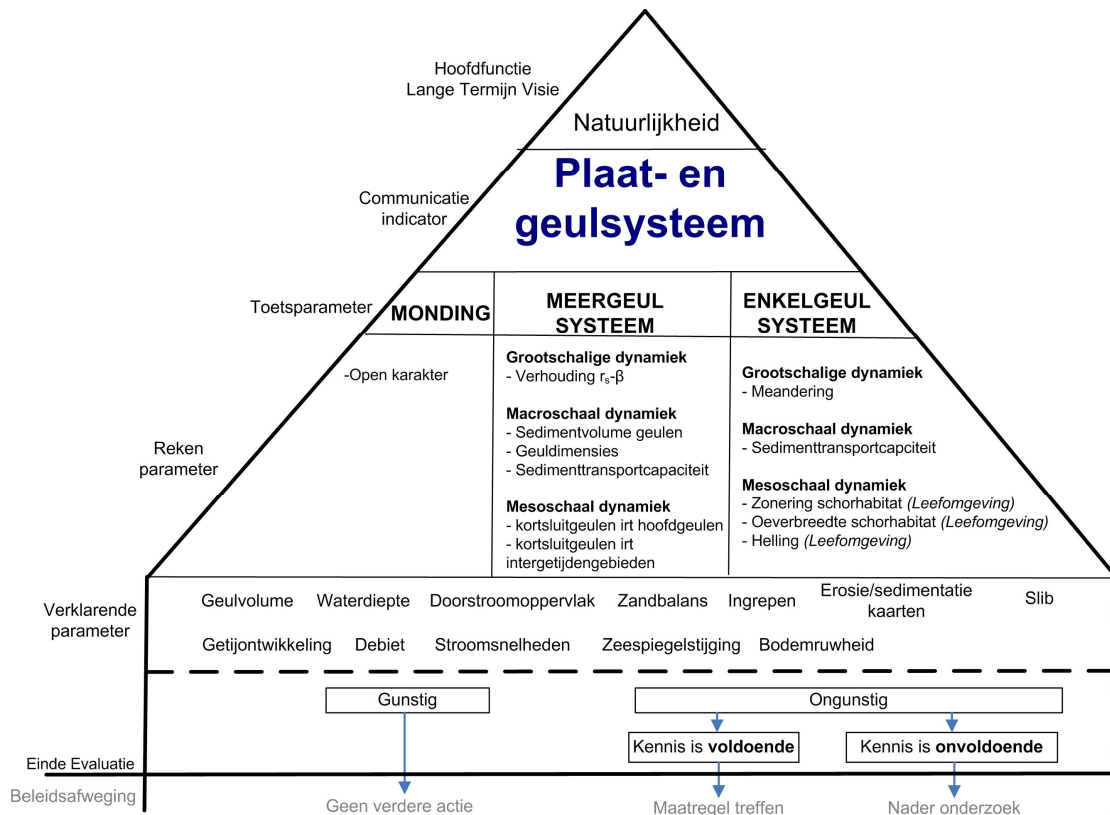 Hoofdfunctie
Lange Termijn Visie
Natuurlijkheid
Communicatie
indicator
Plaat- en
geulsysteem
Toetsparameter
MONDING
MEERGEUL
SYSTEEM
ENKELGEUL
SYSTEEM
Reken
parameter
-Open karakter
Grootschalige dynamiek
- Verhouding rₛ-β
Macroschaal dynamiek
- Sedimentvolume geulen
- Geuldimensies
- Sedimenttransportcapaciteit
Mesoschaal dynamiek
- kortsluitgeulen irt hoofdgeulen
- kortsluitgeulen irt
intergetijdengebieden
Grootschalige dynamiek
- Meandering
Macroschaal dynamiek
- Sedimenttransportcapciteit
Mesoschaal dynamiek
- Zonering schorhabitat (Leefomgeving)
- Oeverbreedte schorhabitat (Leefomgeving)
- Helling (Leefomgeving)
Verklarende
parameter
Geulvolume Waterdiepte Doorstroomoppervlak Zandbalans Ingrepen Erosie/sedimentatie
kaarten Slib
Getijontwikkeling Debiet Stroomsnelheden Zeespiegelstijging Bodemruwheid
Gunstig Ongunstig
Kennis is voldoende Kennis is onvoldoende
Einde Evaluatie
Beleidsafweging
Geen verdere actie Maatregel treffen Nader onderzoek